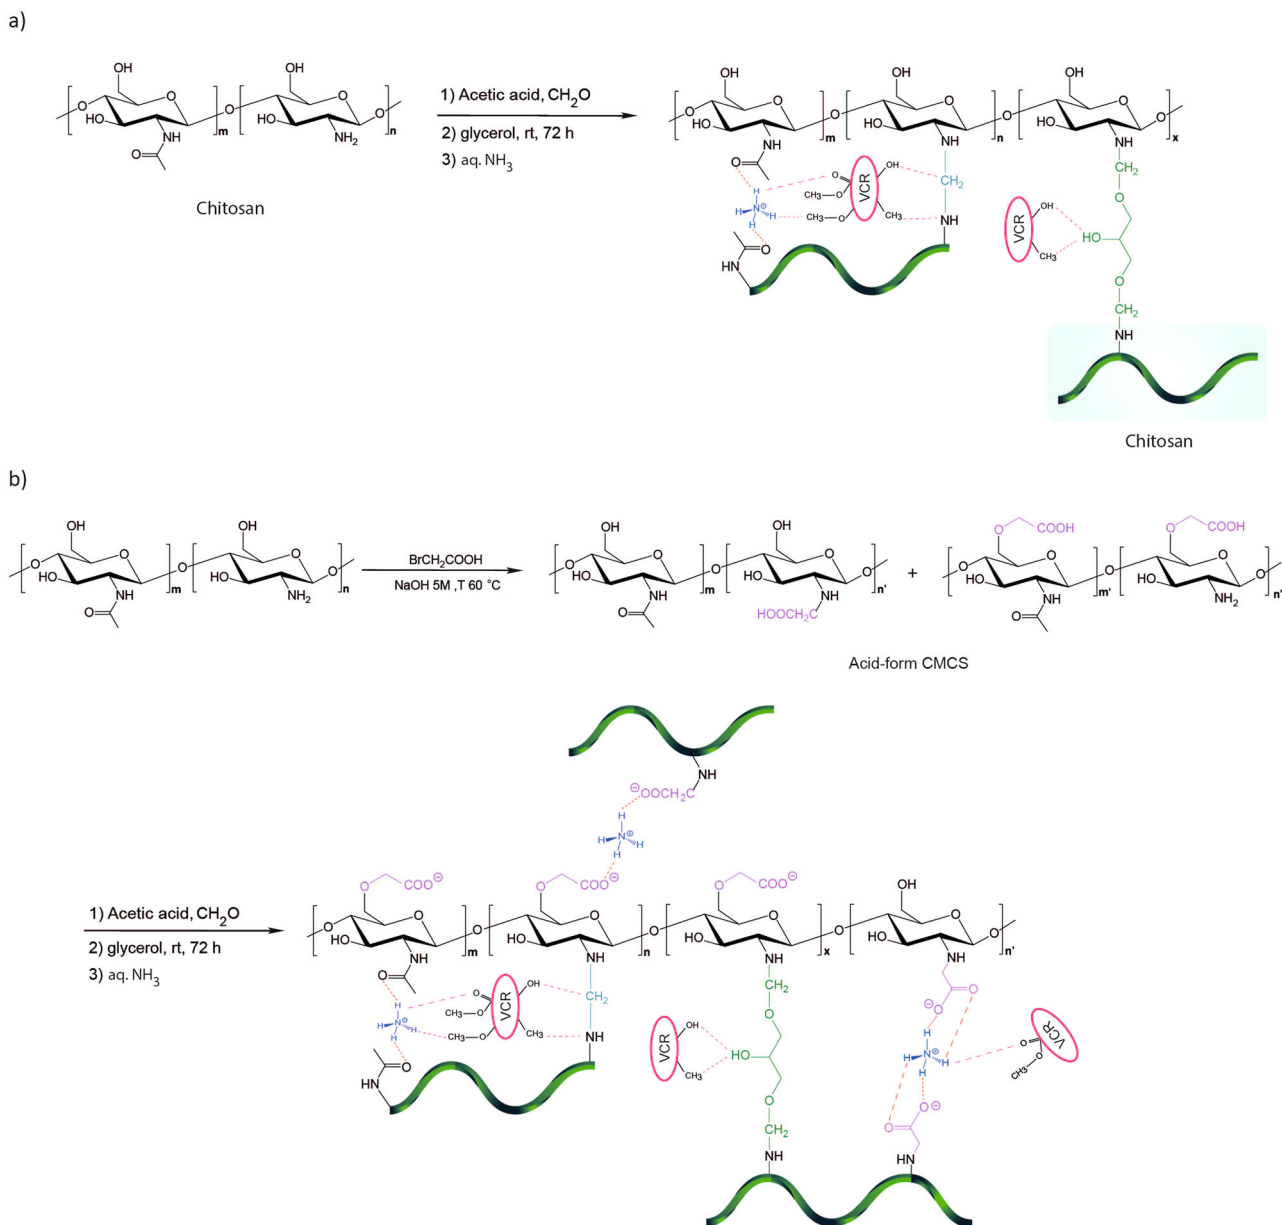 a)
OH OH
O O O O O
HO HO
NH NH₂
m n
O
Chitosan
1) Acetic acid, CH₂O
2) glycerol, rt, 72 h
3) aq. NH₃
OH OH OH
O O O O O O O
HO HO HO
NH NH NH
m n x
O O OH CH₂ CH₂
CH₃ O VCR
H
H N⊕ H CH₃ O CH₃ NH
H
O
NH
O
OH
VCR HO
CH₃
O
CH₂
NH
Chitosan
b)
OH OH
O O O O O
HO HO
NH NH₂
m n
O
BrCH₂COOH
NaOH 5M ,T 60 °C
OH OH
O O O O O
HO HO
NH NH
m n'
O HOOCH₂C
+
COOH COOH
O O
O O O O O
HO HO
NH NH₂
m' n'
O
Acid-form CMCS
NH
⊖OOCH₂C
H
H N⊕ H
H
1) Acetic acid, CH₂O
2) glycerol, rt, 72 h
3) aq. NH₃
COO⊖ COO⊖ COO⊖ OH
O O O
O O O O O O O O O
HO HO HO HO
NH NH NH NH
m n x n'
O O OH CH₂ CH₂ O O⊖
CH₃ O VCR
H
H N⊕ H CH₃ O CH₃ NH
H
O
HN
O
OH
VCR HO
CH₃
O
CH₂
NH
H
H N⊕ H
H
O VCR
O
CH₃
O O⊖
HN